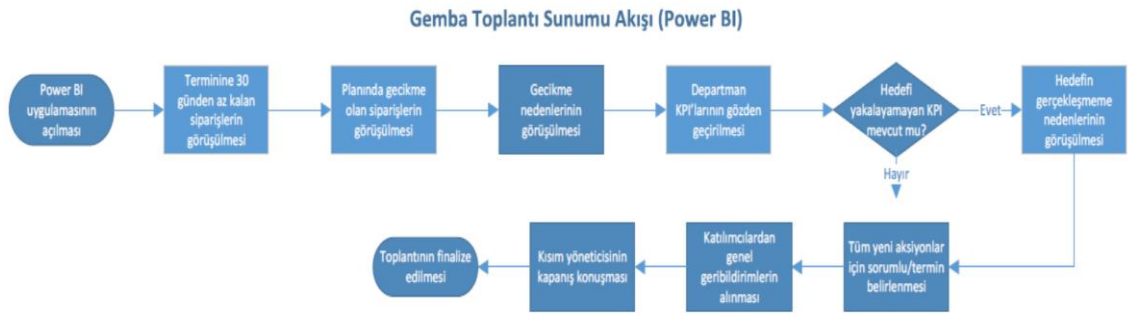 Gemba Toplantı Sunumu Akışı (Power BI)
Power BI
uygulamasının
açılması
Terminine 30
günden az kalan
siparişlerin
görüşülmesi
Planında gecikme
olan siparişlerin
görüşülmesi
Gecikme
nedenlerinin
görüşülmesi
Departman
KPI'larının gözden
geçirilmesi
Hedefi
yakalayamayan KPI
mevcut mu?
Evet
Hedefin
gerçekleşmeme
nedenlerinin
görüşülmesi
Hayır
Tüm yeni aksiyonlar
için sorumlu/termin
belirlenmesi
Katılımcılardan
genel
geribildirimlerin
alınması
Kısım yöneticisinin
kapanış konuşması
Toplantının finalize
edilmesi